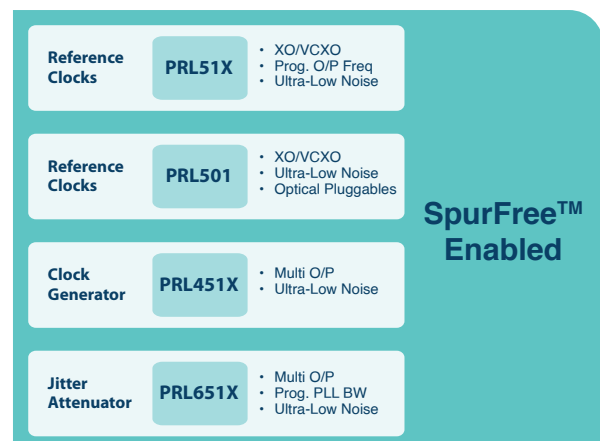 Reference
Clocks
PRL51X
• XO/VCXO
• Prog. O/P Freq
• Ultra-Low Noise
Reference
Clocks
PRL501
• XO/VCXO
• Ultra-Low Noise
• Optical Pluggables
Clock
Generator
PRL451X
• Multi O/P
• Ultra-Low Noise
Jitter
Attenuator
PRL651X
• Multi O/P
• Prog. PLL BW
• Ultra-Low Noise
SpurFree™
Enabled